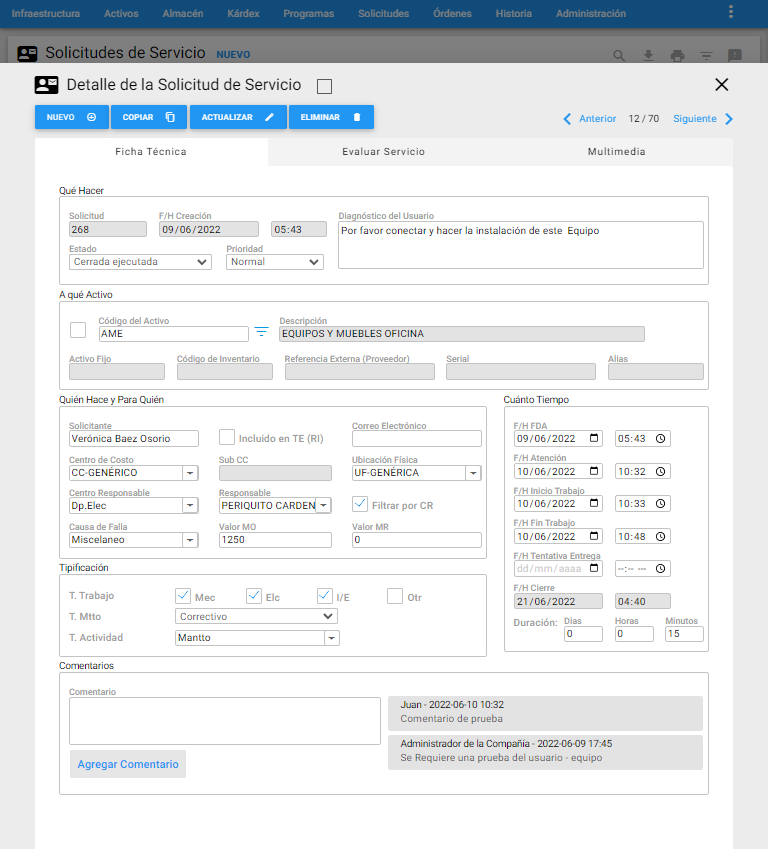 Infraestructura Activos Almacén Kárdex Programas Solicitudes Órdenes Historia Administración
Solicitudes de Servicio NUEVO
Detalle de la Solicitud de Servicio
NUEVO COPIAR ACTUALIZAR ELIMINAR Anterior 12 / 70 Siguiente
Ficha Técnica Evaluar Servicio Multimedia
Qué Hacer
Solicitud F/H Creación Diagnóstico del Usuario
268 09/06/2022 05:43 Por favor conectar y hacer la instalación de este Equipo
Estado Prioridad
Cerrada ejecutada Normal
A qué Activo
Código del Activo Descripción
AME EQUIPOS Y MUEBLES OFICINA
Activo Fijo Código de Inventario Referencia Externa (Proveedor) Serial Alias
Quién Hace y Para Quién
Solicitante Correo Electrónico
Verónica Baez Osorio Incluido en TE (RI)
Centro de Costo Sub CC Ubicación Física
CC-GENÉRICO UF-GENÉRICA
Centro Responsable Responsable
Dp.Elec PERIQUITO CARDEN Filtrar por CR
Causa de Falla Valor MO Valor MR
Miscelaneo 1250 0
Cuánto Tiempo
F/H FDA
09/06/2022 05:43
F/H Atención
10/06/2022 10:32
F/H Inicio Trabajo
10/06/2022 10:33
F/H Fin Trabajo
10/06/2022 10:48
F/H Tentativa Entrega
dd/mm/aaaa --:-- ---
F/H Cierre
21/06/2022 04:40
Duración: Dias Horas Minutos
0 0 15
Tipificación
T. Trabajo Mec Elc I/E Otr
T. Mtto Correctivo
T. Actividad Mantto
Comentarios
Comentario
Agregar Comentario
Juan - 2022-06-10 10:32
Comentario de prueba
Administrador de la Compañía - 2022-06-09 17:45
Se Requiere una prueba del usuario - equipo